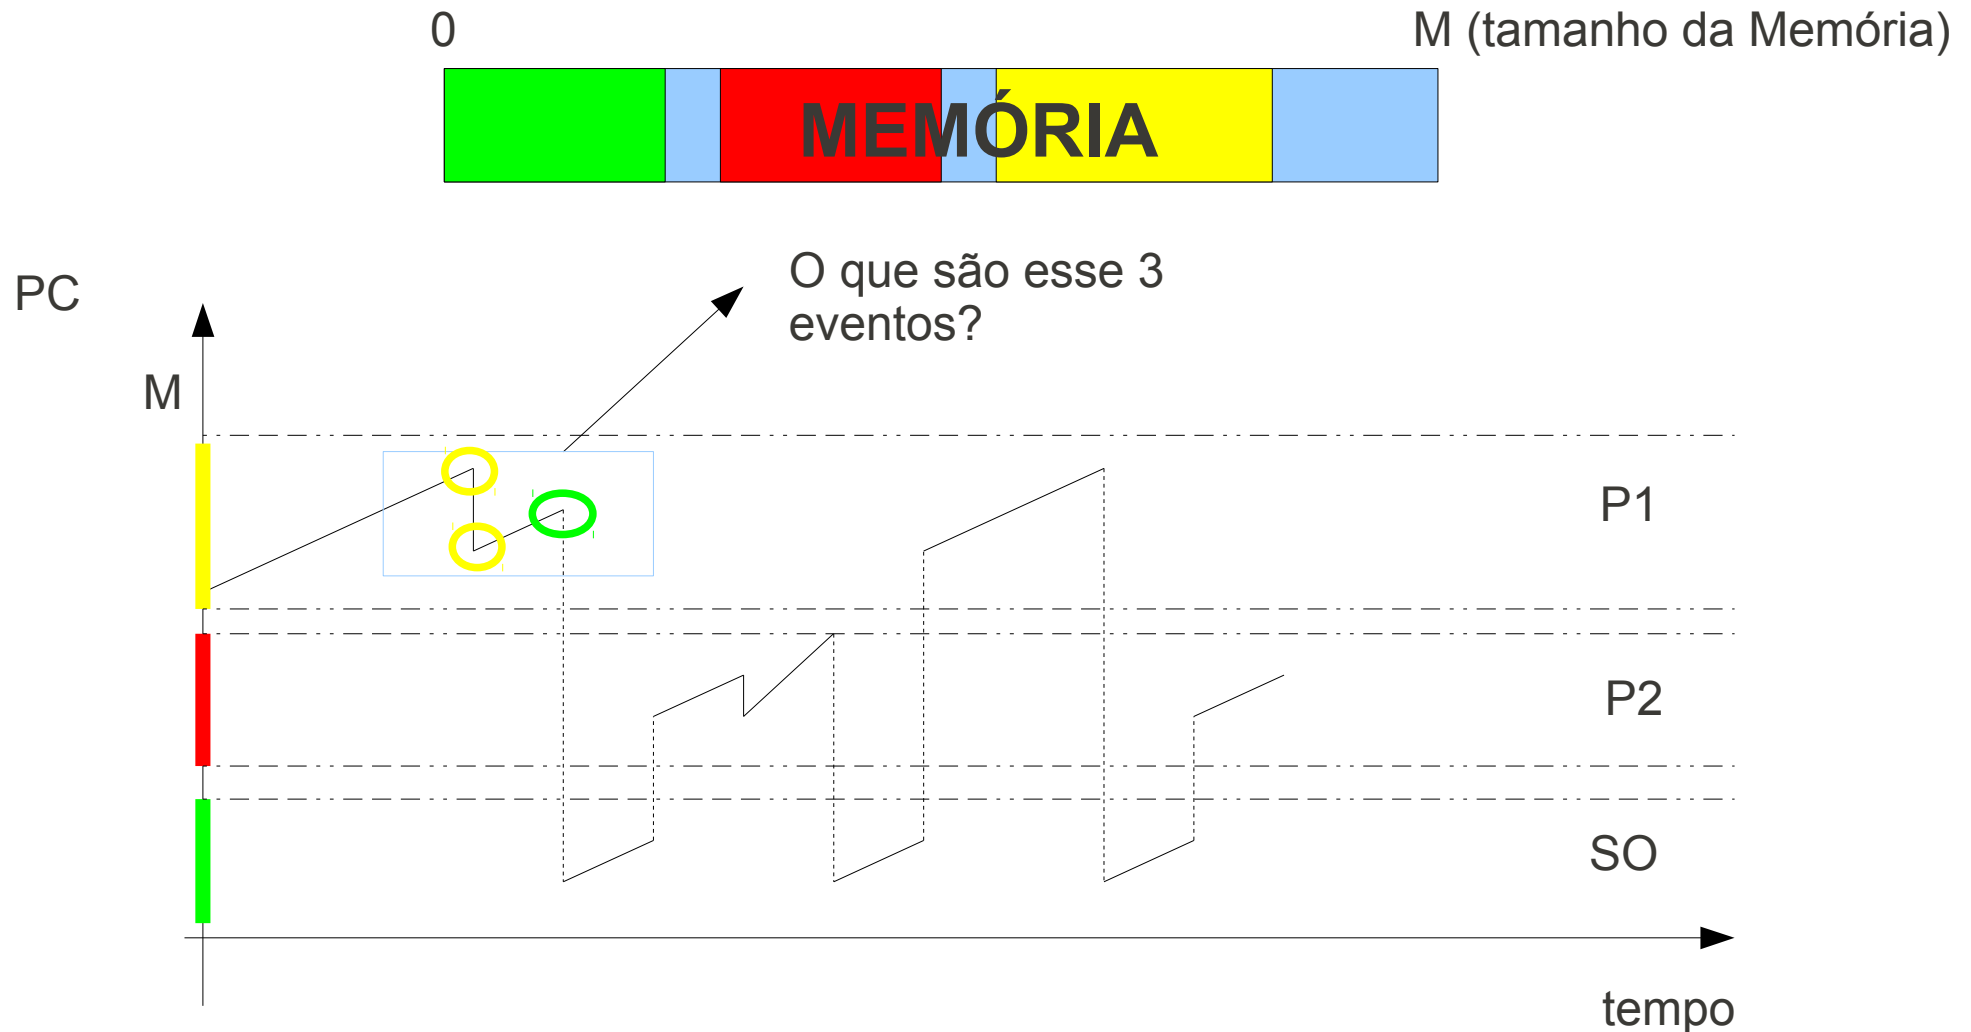 0
M (tamanho da Memória)
MEMÓRIA
O que são esse 3
eventos?
PC
M
P1
P2
SO
tempo